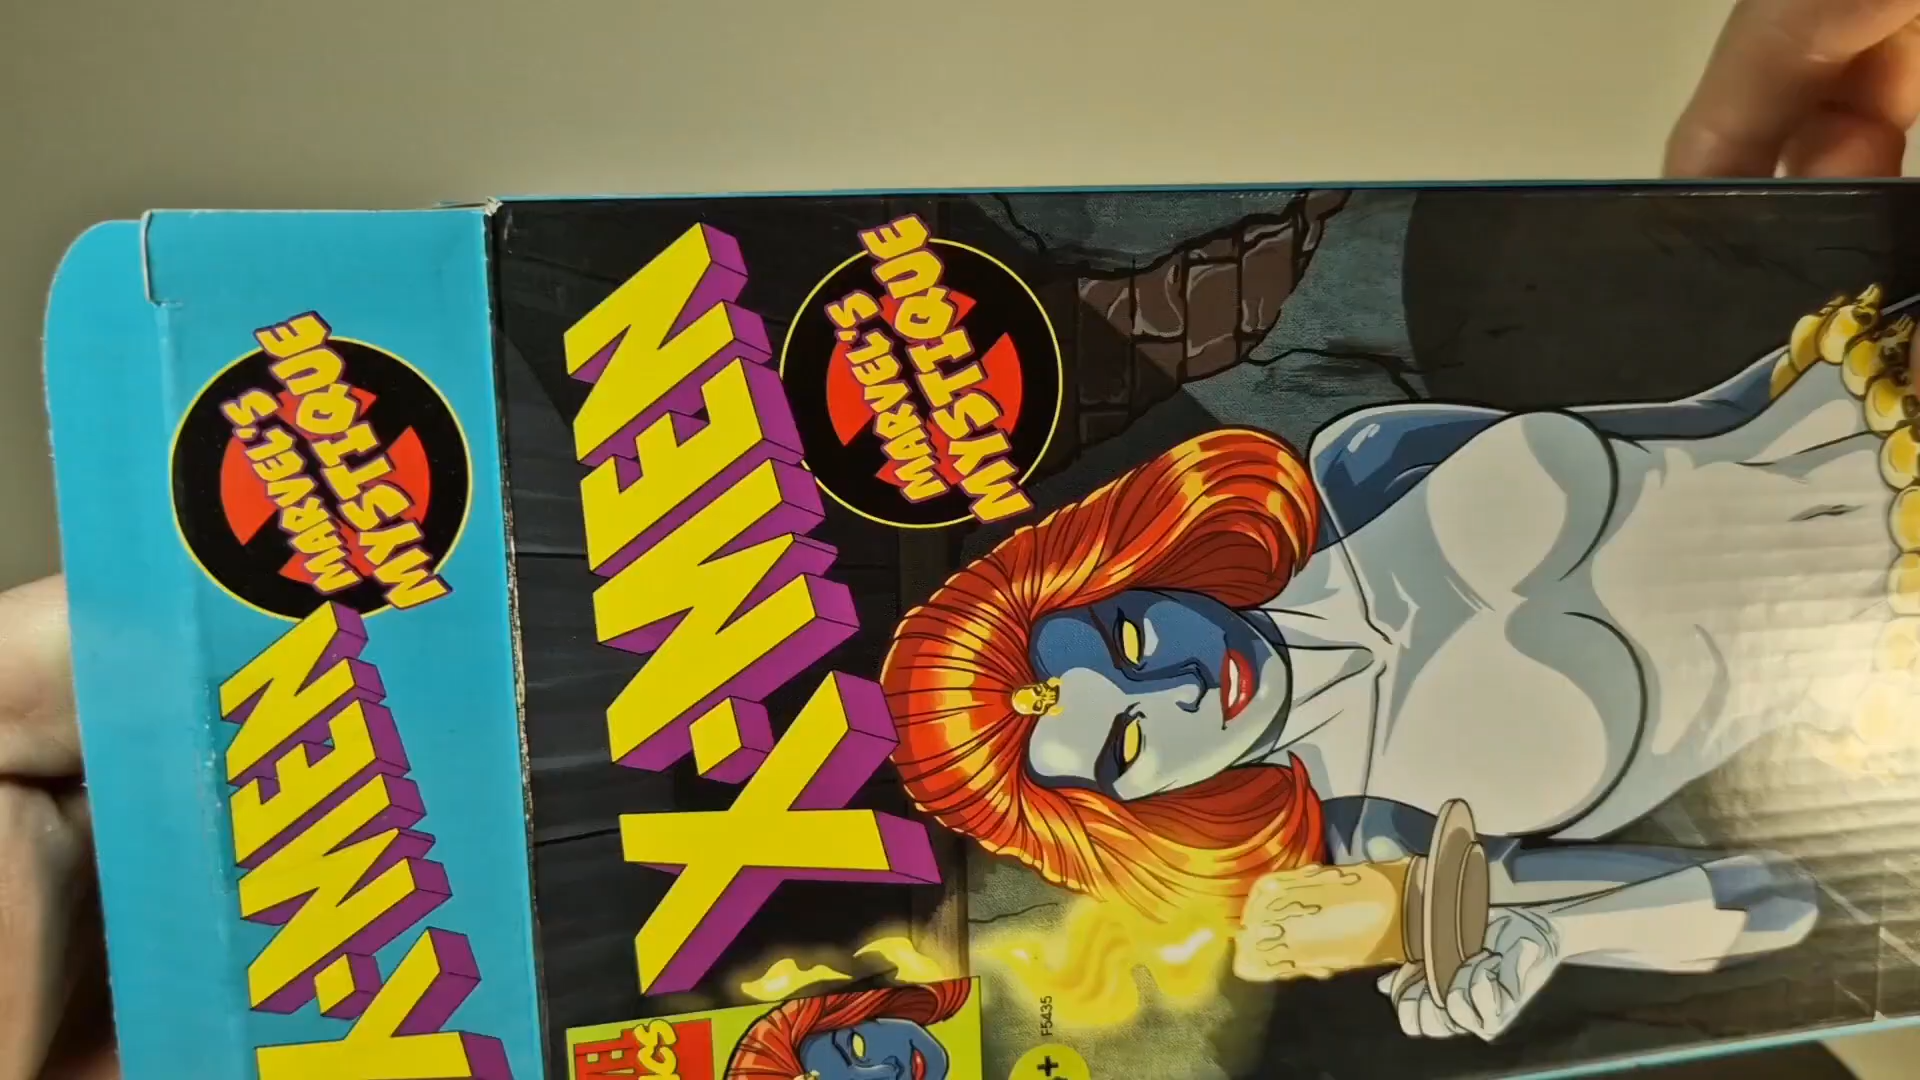 X-MEN
MARVEL'S
MYSTIQUE
X-MEN
MARVEL'S
MYSTIQUE
F5435